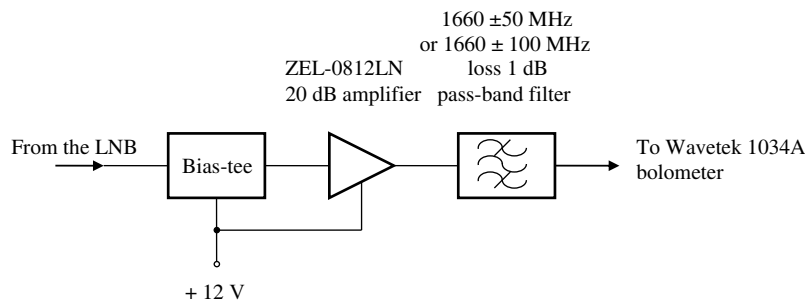 1660 ±50 MHz
or 1660 ± 100 MHz
ZEL-0812LN
loss 1 dB
20 dB amplifier
pass-band filter
From the LNB
Bias-tee
To Wavetek 1034A
bolometer
+ 12 V